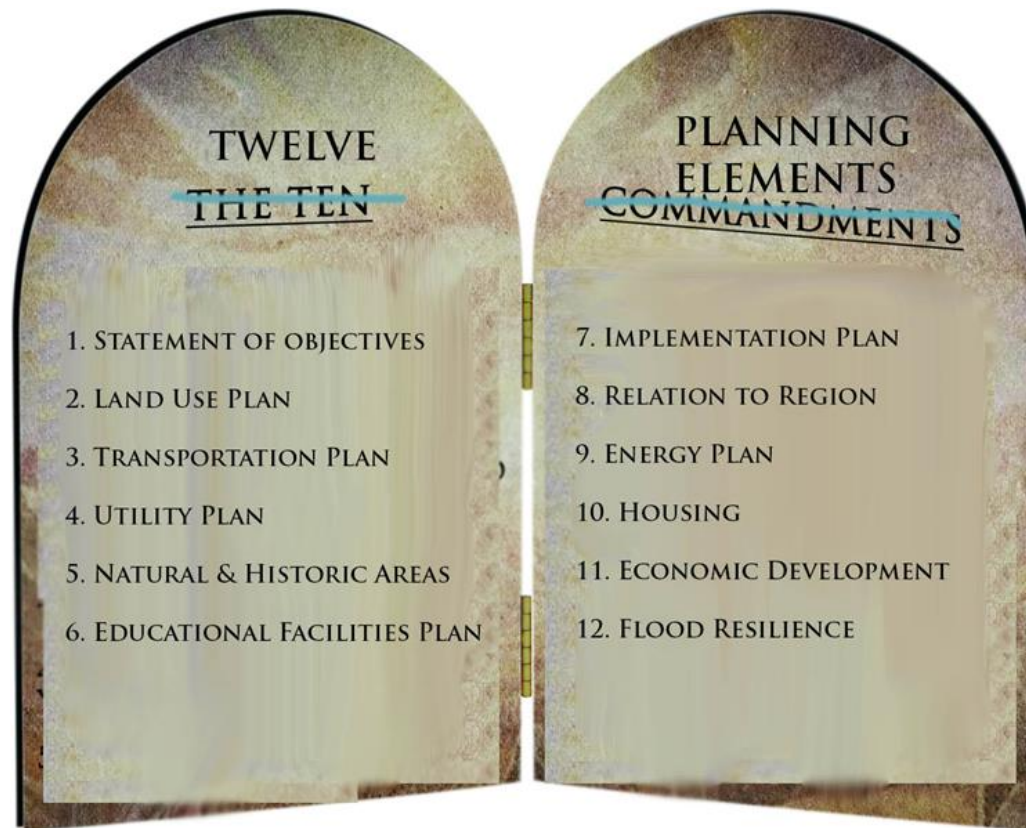 TWELVE
THE TEN
1. STATEMENT OF OBJECTIVES
2. LAND USE PLAN
3. TRANSPORTATION PLAN
4. UTILITY PLAN
5. NATURAL & HISTORIC AREAS
6. EDUCATIONAL FACILITIES PLAN
PLANNING
ELEMENTS
COMMANDMENTS
7. IMPLEMENTATION PLAN
8. RELATION TO REGION
9. ENERGY PLAN
10. HOUSING
11. ECONOMIC DEVELOPMENT
12. FLOOD RESILIENCE